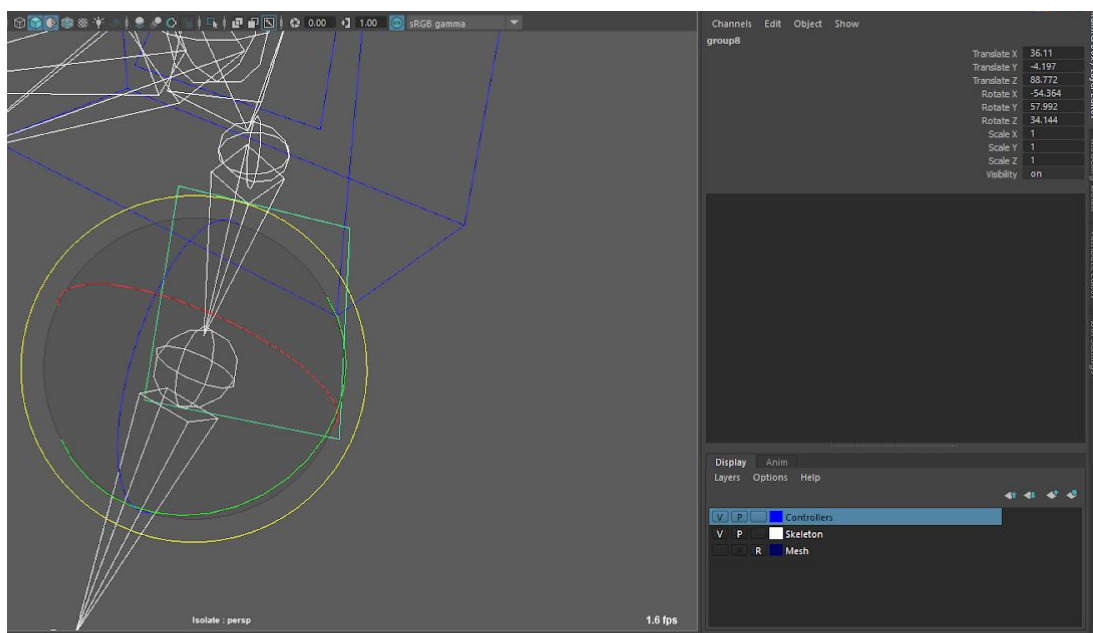 0.00 1.00 sRGB gamma
Channels Edit Object Show
group8
Translate X 36.11
Translate Y -4.197
Translate Z 88.772
Rotate X -54.364
Rotate Y 57.992
Rotate Z 34.144
Scale X 1
Scale Y 1
Scale Z 1
Visibility on
Display Anim
Layers Options Help
V P Controllers
V P Skeleton
P R Mesh
Isolate : persp
1.6 fps